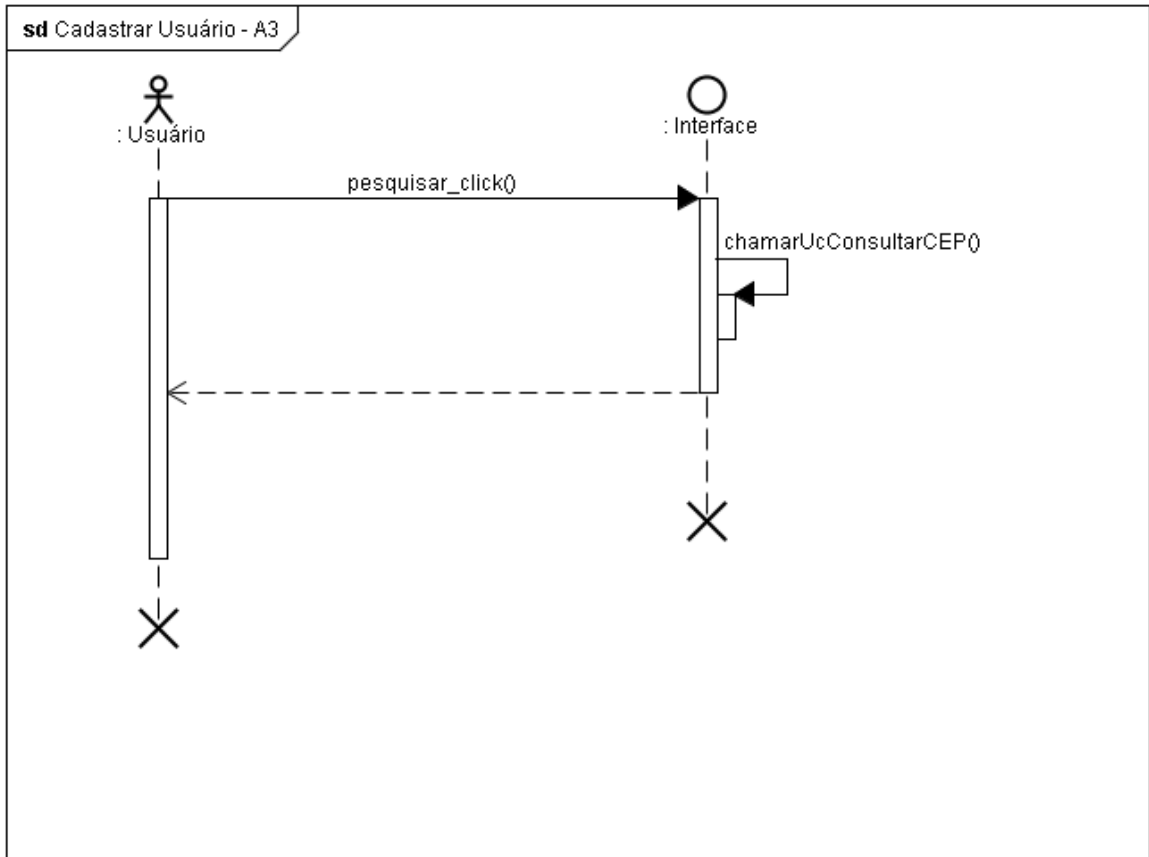 sd Cadastrar Usuário - A3
: Usuário
: Interface
pesquisar_click()
chamarUcConsultarCEP()